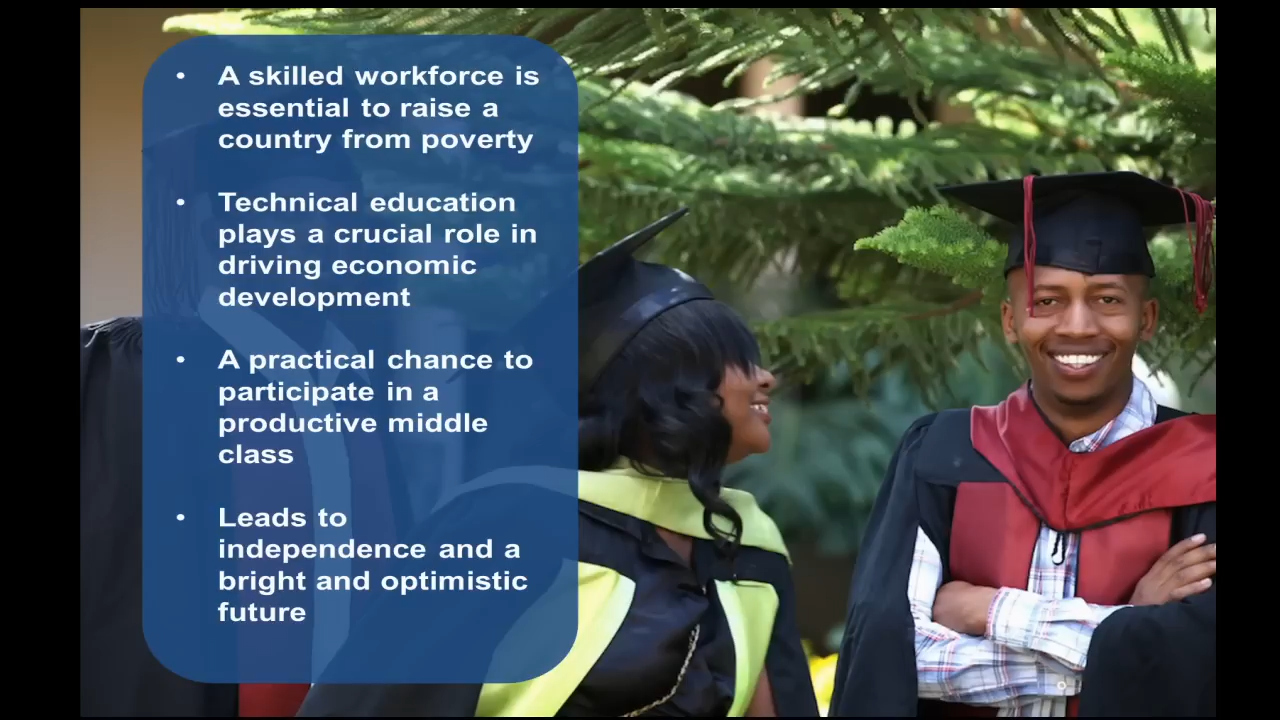 • A skilled workforce is
essential to raise a
country from poverty
• Technical education
plays a crucial role in
driving economic
development
• A practical chance to
participate in a
productive middle
class
• Leads to
independence and a
bright and optimistic
future